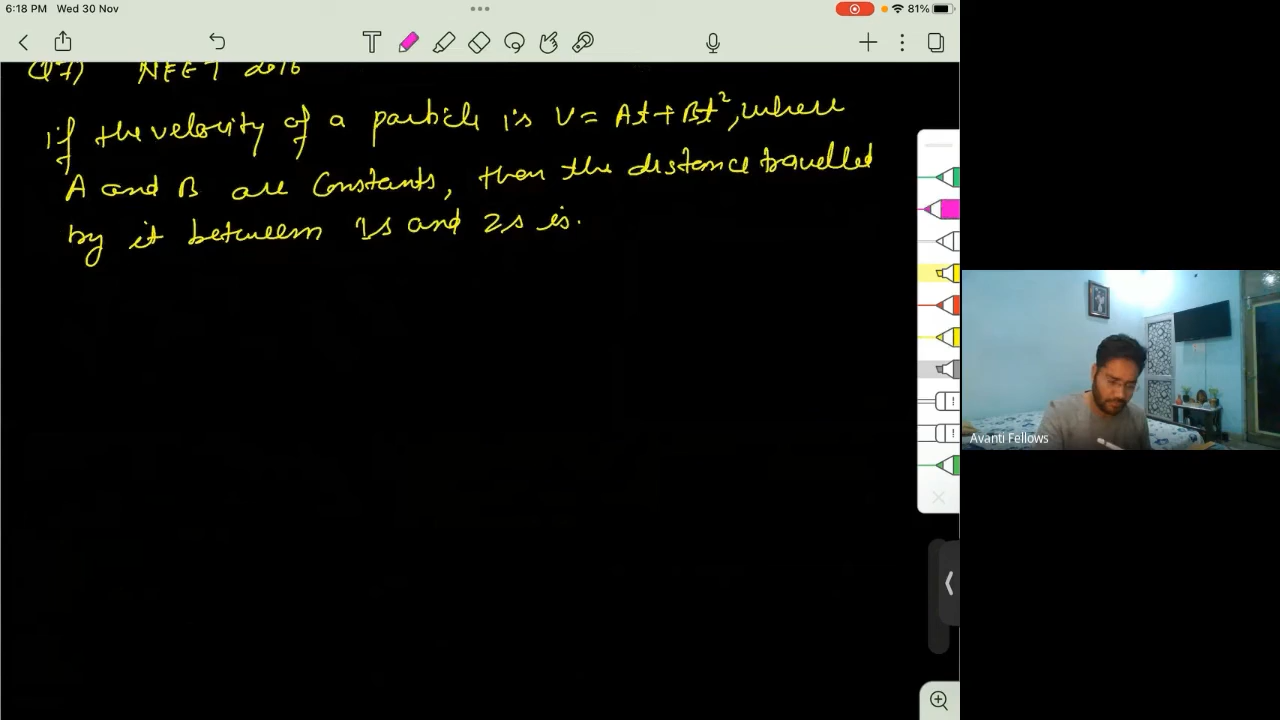 6:18 PM Wed 30 Nov
81%
Q7) NEET 2016
if the velocity of a particle is V = At + Bt², where
A and B are Constants, then the distance travelled
by it between 1s and 2s is.
Avanti Fellows